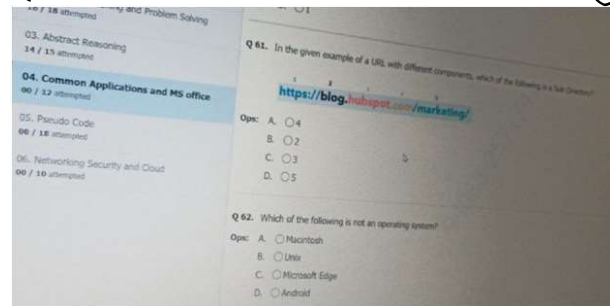 18 / 18 attempted
and Problem Solving
03. Abstract Reasoning
14 / 15 attempted
04. Common Applications and MS office
00 / 12 attempted
05. Pseudo Code
00 / 18 attempted
06. Networking Security and Cloud
00 / 10 attempted
Q 61. In the given example of a URL with different components, which of the following is a Sub Directory?
https://blog.hubspot.com/marketing/
Ops: A. 4
B. 2
C. 3
D. 5
Q 62. Which of the following is not an operating system?
Ops: A. Macintosh
B. Unix
C. Microsoft Edge
D. Android